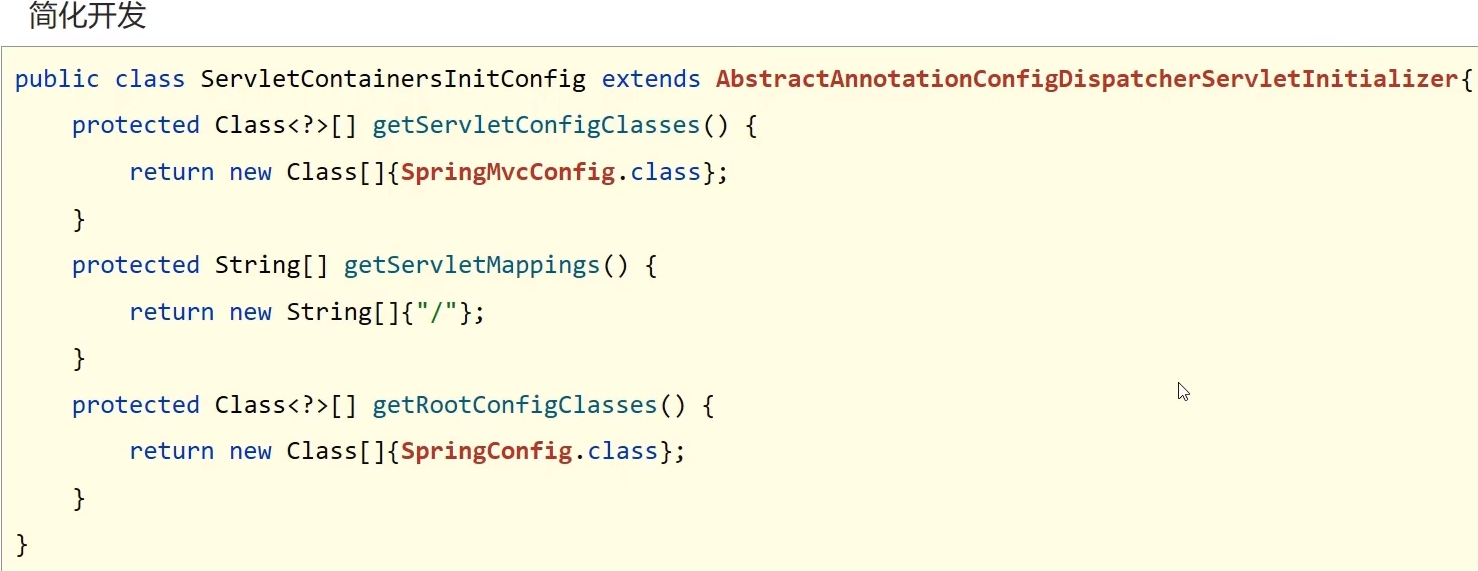 简化开发
public class ServletContainersInitConfig extends AbstractAnnotationConfigDispatcherServletInitializer{
    protected Class<?>[] getServletConfigClasses() {
        return new Class[]{SpringMvcConfig.class};
    }
    protected String[] getServletMappings() {
        return new String[]{"/"};
    }
    protected Class<?>[] getRootConfigClasses() {
        return new Class[]{SpringConfig.class};
    }
}